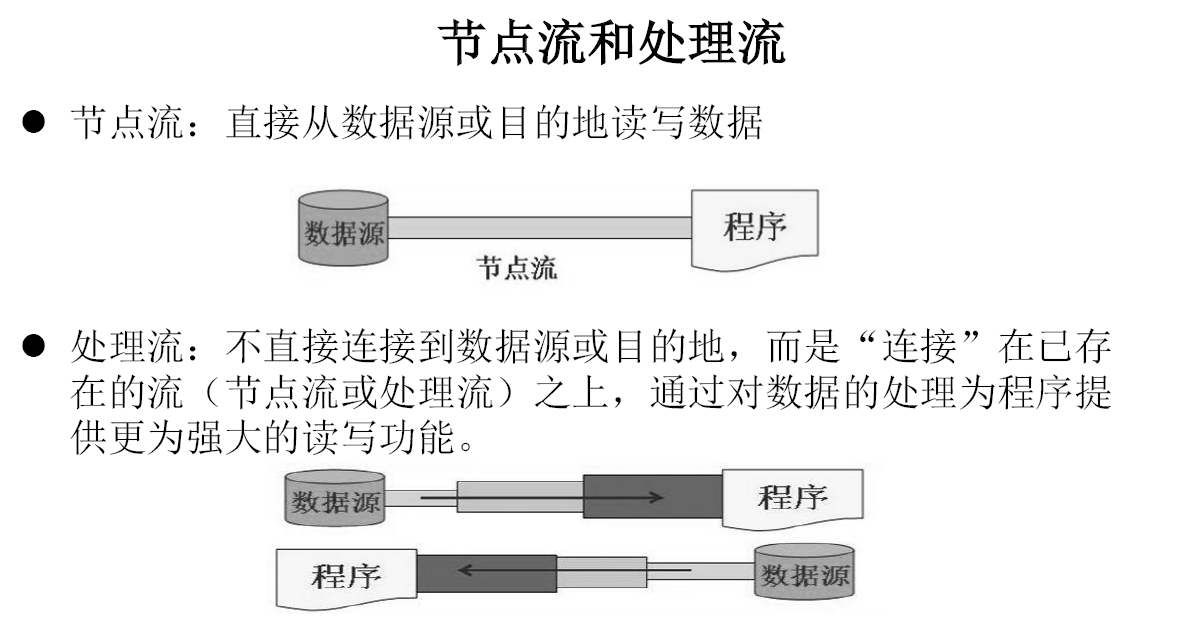 节点流和处理流
● 节点流：直接从数据源或目的地读写数据
数据源
程序
节点流
● 处理流：不直接连接到数据源或目的地，而是“连接”在已存
在的流（节点流或处理流）之上，通过对数据的处理为程序提
供更为强大的读写功能。
数据源
程序
程序
数据源